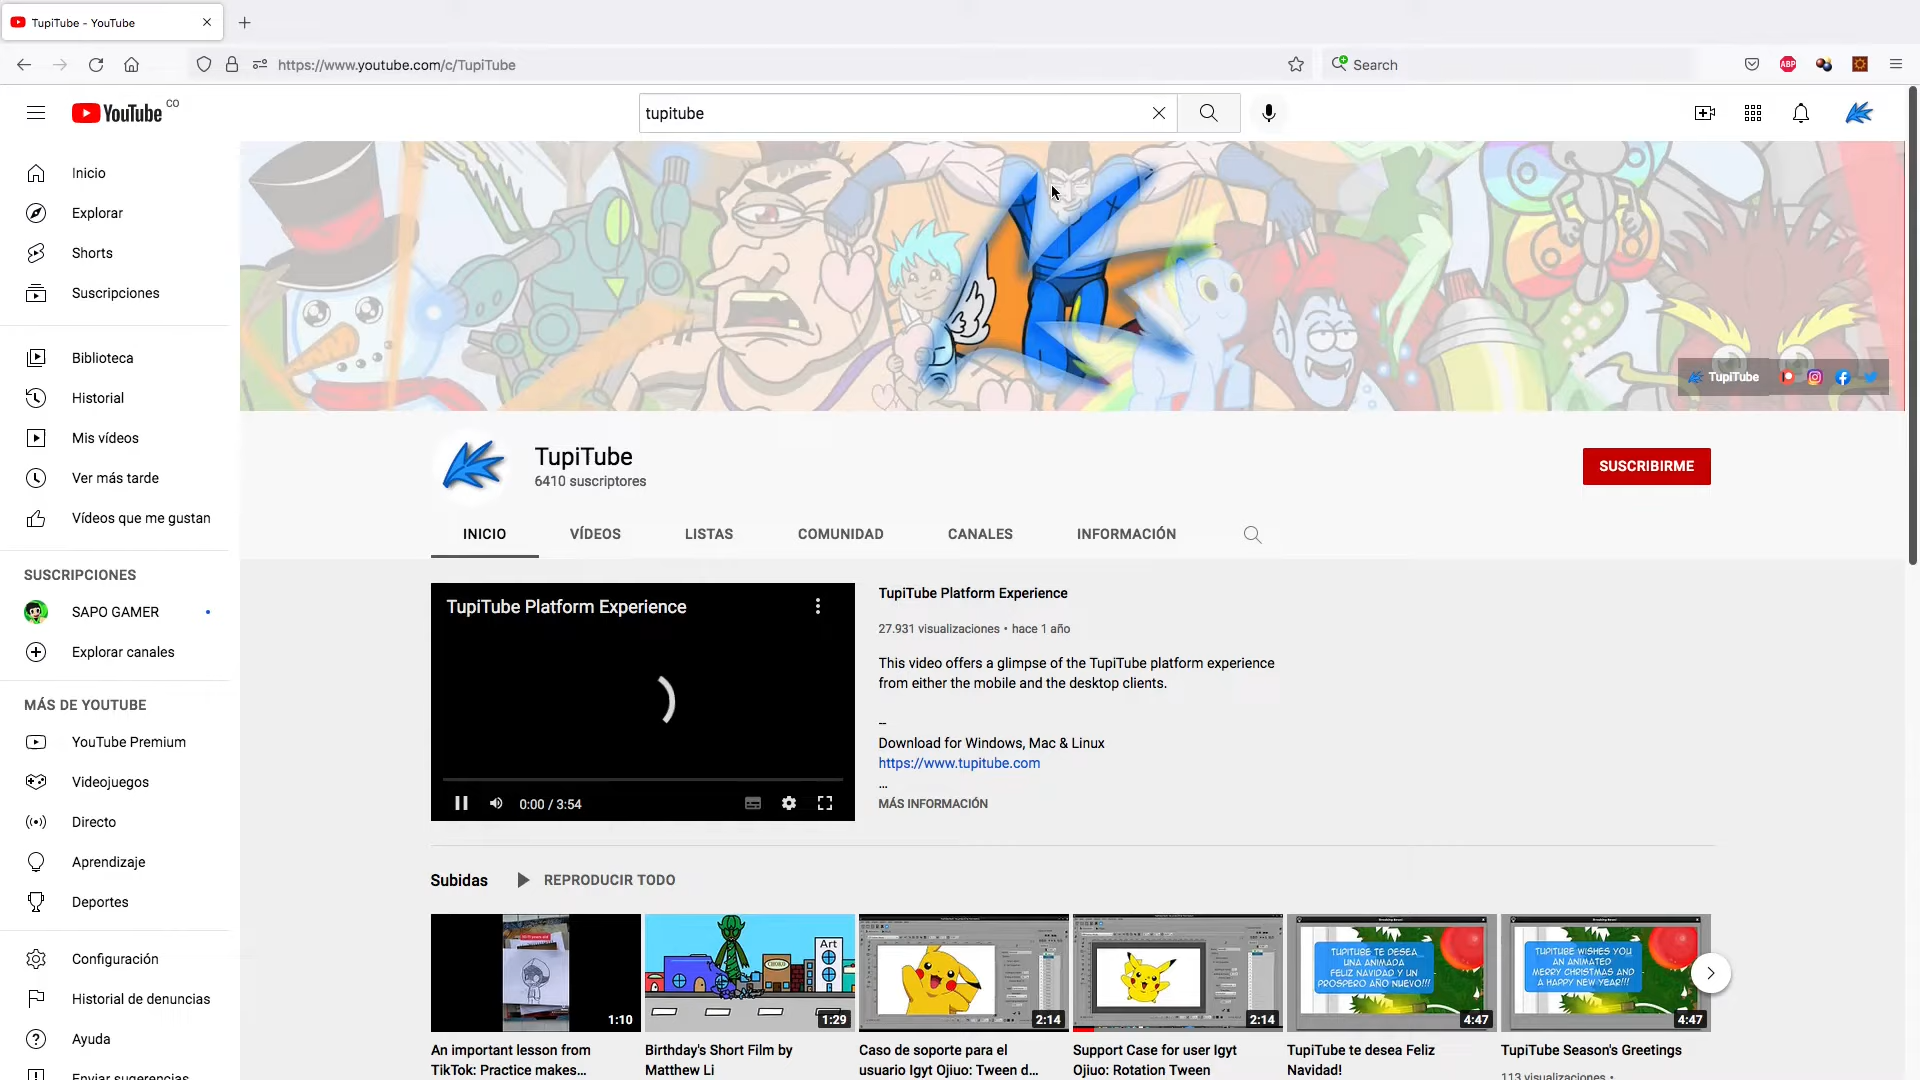 TupiTube - YouTube
https://www.youtube.com/c/TupiTube
Search
ABP
YouTube CO
tupitube
Inicio
Explorar
Shorts
Suscripciones
Biblioteca
Historial
Mis vídeos
Ver más tarde
Vídeos que me gustan
SUSCRIPCIONES
SAPO GAMER
Explorar canales
MÁS DE YOUTUBE
YouTube Premium
Videojuegos
Directo
Aprendizaje
Deportes
Configuración
Historial de denuncias
Ayuda
Enviar sugerencias
TupiTube
TupiTube
6410 suscriptores
SUSCRIBIRME
INICIO
VÍDEOS
LISTAS
COMUNIDAD
CANALES
INFORMACIÓN
TupiTube Platform Experience
0:00 / 3:54
TupiTube Platform Experience
27.931 visualizaciones • hace 1 año
This video offers a glimpse of the TupiTube platform experience
from either the mobile and the desktop clients.
--
Download for Windows, Mac & Linux
https://www.tupitube.com
...
MÁS INFORMACIÓN
Subidas
REPRODUCIR TODO
1:10
An important lesson from
TikTok: Practice makes...
Art
1:29
Birthday's Short Film by
Matthew Li
2:14
Caso de soporte para el
usuario Igyt Ojiuo: Tween d...
2:14
Support Case for user Igyt
Ojiuo: Rotation Tween
TUPITUBE TE DESEA...
UNA ANIMADA
FELIZ NAVIDAD Y UN
PROSPERO AÑO NUEVO!!!
4:47
TupiTube te desea Feliz
Navidad!
TUPITUBE WISHES YOU
AN ANIMATED
MERRY CHRISTMAS AND
A HAPPY NEW YEAR!!!
4:47
TupiTube Season's Greetings
113 visualizaciones •